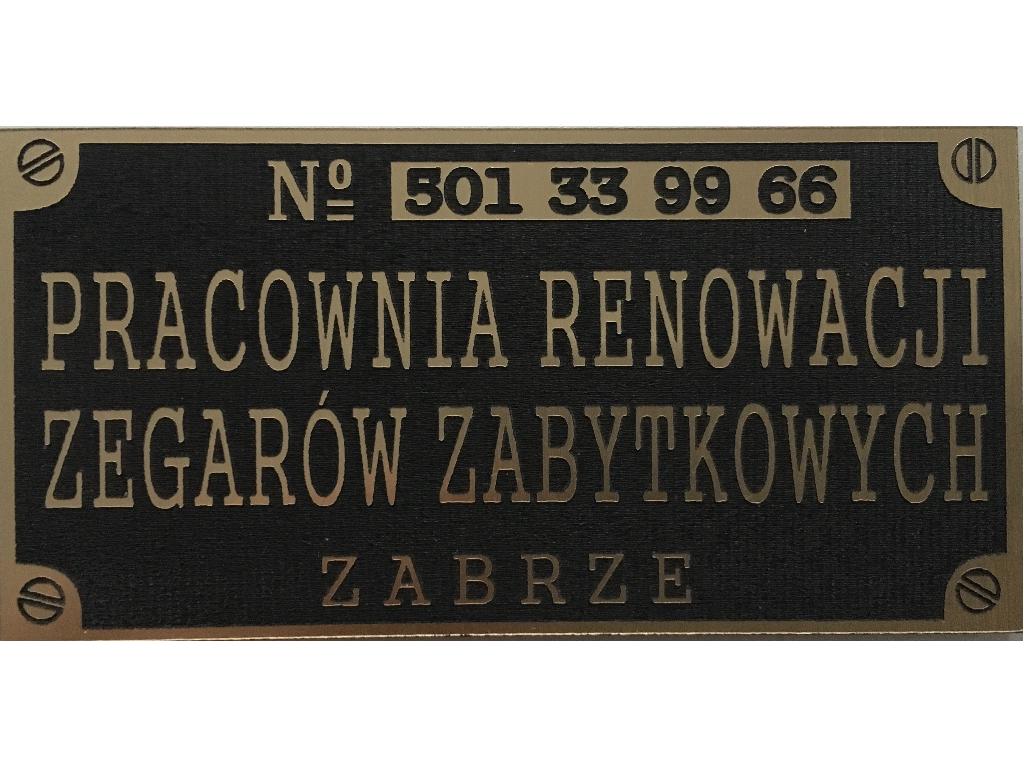 Nº 501 33 99 66
PRACOWNIA RENOWACJI
ZEGARÓW ZABYTKOWYCH
ZABRZE